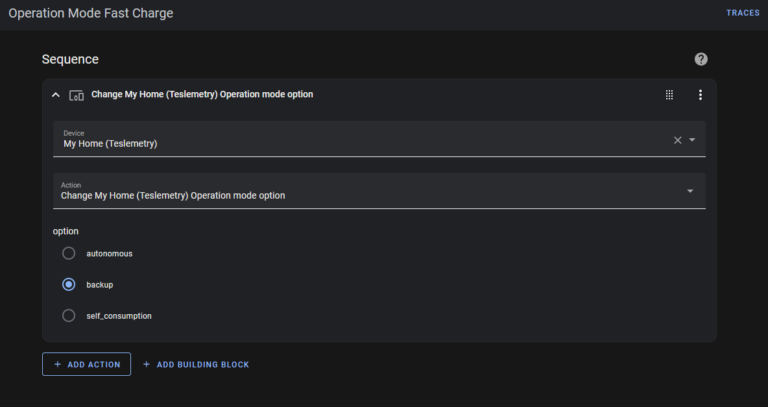 Operation Mode Fast Charge
TRACES
Sequence
Change My Home (Teslemetry) Operation mode option
Device
My Home (Teslemetry)
Action
Change My Home (Teslemetry) Operation mode option
option
autonomous
backup
self_consumption
+ ADD ACTION
+ ADD BUILDING BLOCK